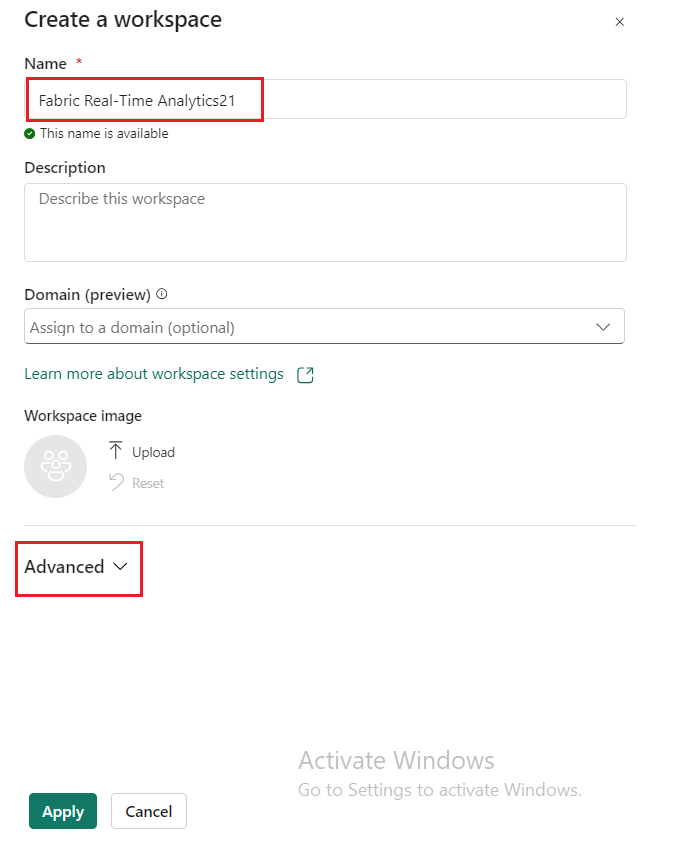 Create a workspace
Name *
Fabric Real-Time Analytics21
This name is available
Description
Describe this workspace
Domain (preview)
Assign to a domain (optional)
Learn more about workspace settings
Workspace image
Upload
Reset
Advanced
Activate Windows
Go to Settings to activate Windows.
Apply Cancel